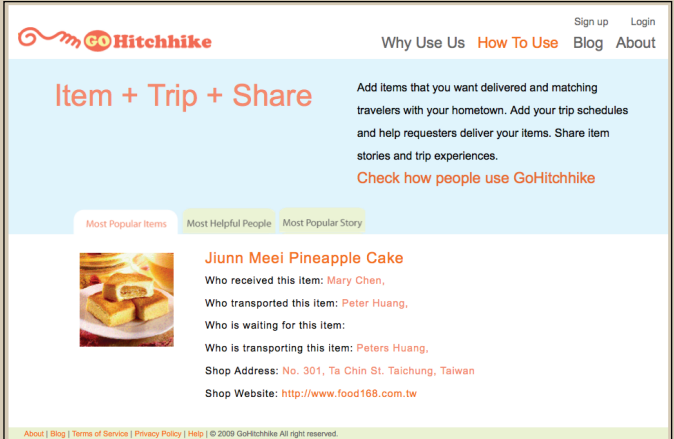 Sign up Login
GO Hitchhike
Why Use Us How To Use Blog About
Item + Trip + Share
Add items that you want delivered and matching
travelers with your hometown. Add your trip schedules
and help requesters deliver your items. Share item
stories and trip experiences.
Check how people use GoHitchhike
Most Popular Items Most Helpful People Most Popular Story
Jiunn Meei Pineapple Cake
Who received this item: Mary Chen,
Who transported this item: Peter Huang,
Who is waiting for this item:
Who is transporting this item: Peters Huang,
Shop Address: No. 301, Ta Chin St. Taichung, Taiwan
Shop Website: http://www.food168.com.tw
About | Blog | Terms of Service | Privacy Policy | Help | © 2009 GoHitchhike All right reserved.